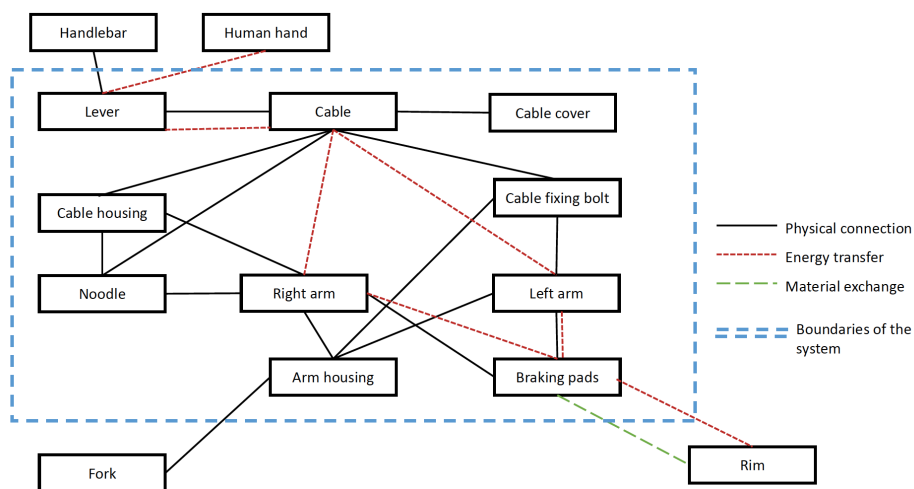 Handlebar
Human hand
Lever
Cable
Cable cover
Cable housing
Cable fixing bolt
Noodle
Right arm
Left arm
Arm housing
Braking pads
Fork
Rim
Physical connection
Energy transfer
Material exchange
Boundaries of the
system